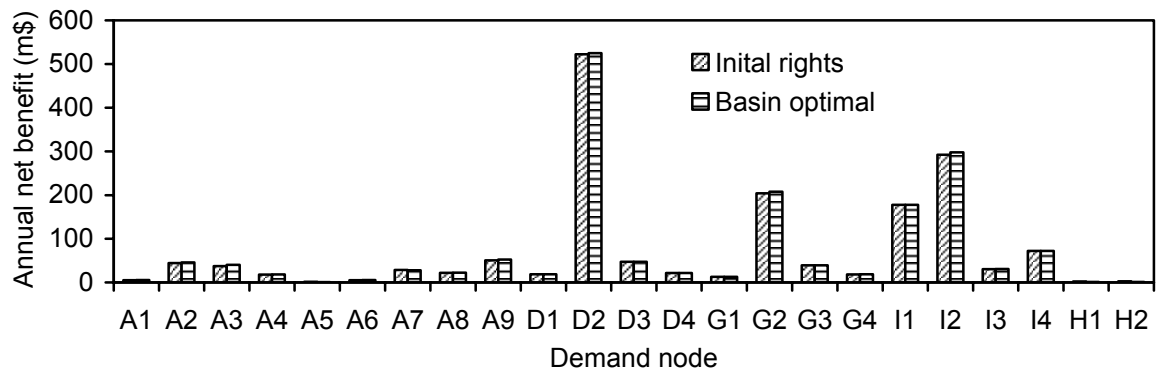 600
500
400
300
200
100
0
Annual net benefit (m$)
Inital rights
Basin optimal
A1 A2 A3 A4 A5 A6 A7 A8 A9 D1 D2 D3 D4 G1 G2 G3 G4 I1 I2 I3 I4 H1 H2
Demand node